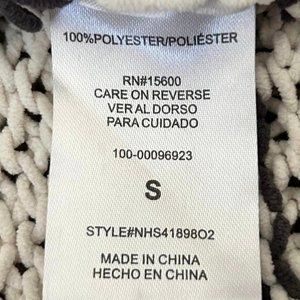 100%POLYESTER/POLIÉSTER
RN#15600
CARE ON REVERSE
VER AL DORSO
PARA CUIDADO
100-00096923
S
STYLE#NHS41898O2
MADE IN CHINA
HECHO EN CHINA